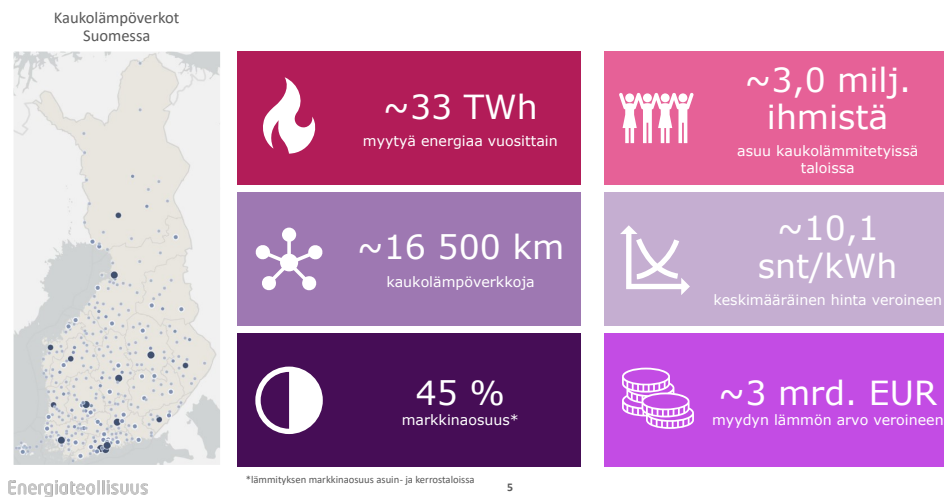 Kaukolämpöverkot
Suomessa
~33 TWh
myytyä energiaa vuosittain
~3,0 milj.
ihmistä
asuu kaukolämmitetyissä
taloissa
~16 500 km
kaukolämpöverkkoja
~10,1
snt/kWh
keskimääräinen hinta veroineen
45 %
markkinaosuus*
~3 mrd. EUR
myydyn lämmön arvo veroineen
*lämmityksen markkinaosuus asuin- ja kerrostaloissa
5
Energiateollisuus